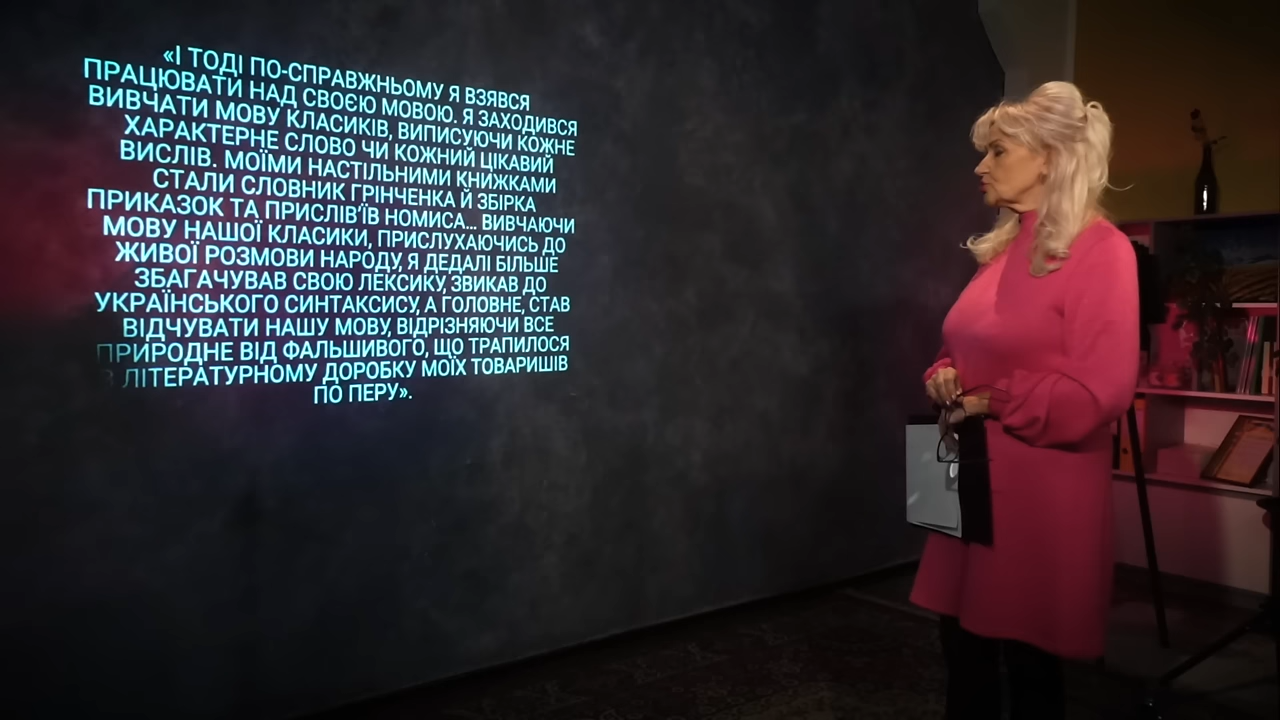 «І ТОДІ ПО-СПРАВЖНЬОМУ Я ВЗЯВСЯ
ПРАЦЮВАТИ НАД СВОЄЮ МОВОЮ. Я ЗАХОДИВСЯ
ВИВЧАТИ МОВУ КЛАСИКІВ, ВИПИСУЮЧИ КОЖНЕ
ХАРАКТЕРНЕ СЛОВО ЧИ КОЖНИЙ ЦІКАВИЙ
ВИСЛІВ. МОЇМИ НАСТІЛЬНИМИ КНИЖКАМИ
СТАЛИ СЛОВНИК ГРІНЧЕНКА Й ЗБІРКА
ПРИКАЗОК ТА ПРИСЛІВ'ЇВ НОМИСА... ВИВЧАЮЧИ
МОВУ НАШОЇ КЛАСИКИ, ПРИСЛУХАЮЧИСЬ ДО
ЖИВОЇ РОЗМОВИ НАРОДУ, Я ДЕДАЛІ БІЛЬШЕ
ЗБАГАЧУВАВ СВОЮ ЛЕКСИКУ, ЗВИКАВ ДО
УКРАЇНСЬКОГО СИНТАКСИСУ, А ГОЛОВНЕ, СТАВ
ВІДЧУВАТИ НАШУ МОВУ, ВІДРІЗНЯЮЧИ ВСЕ
ПРИРОДНЕ ВІД ФАЛЬШИВОГО, ЩО ТРАПИЛОСЯ
В ЛІТЕРАТУРНОМУ ДОРОБКУ МОЇХ ТОВАРИШІВ
ПО ПЕРУ».